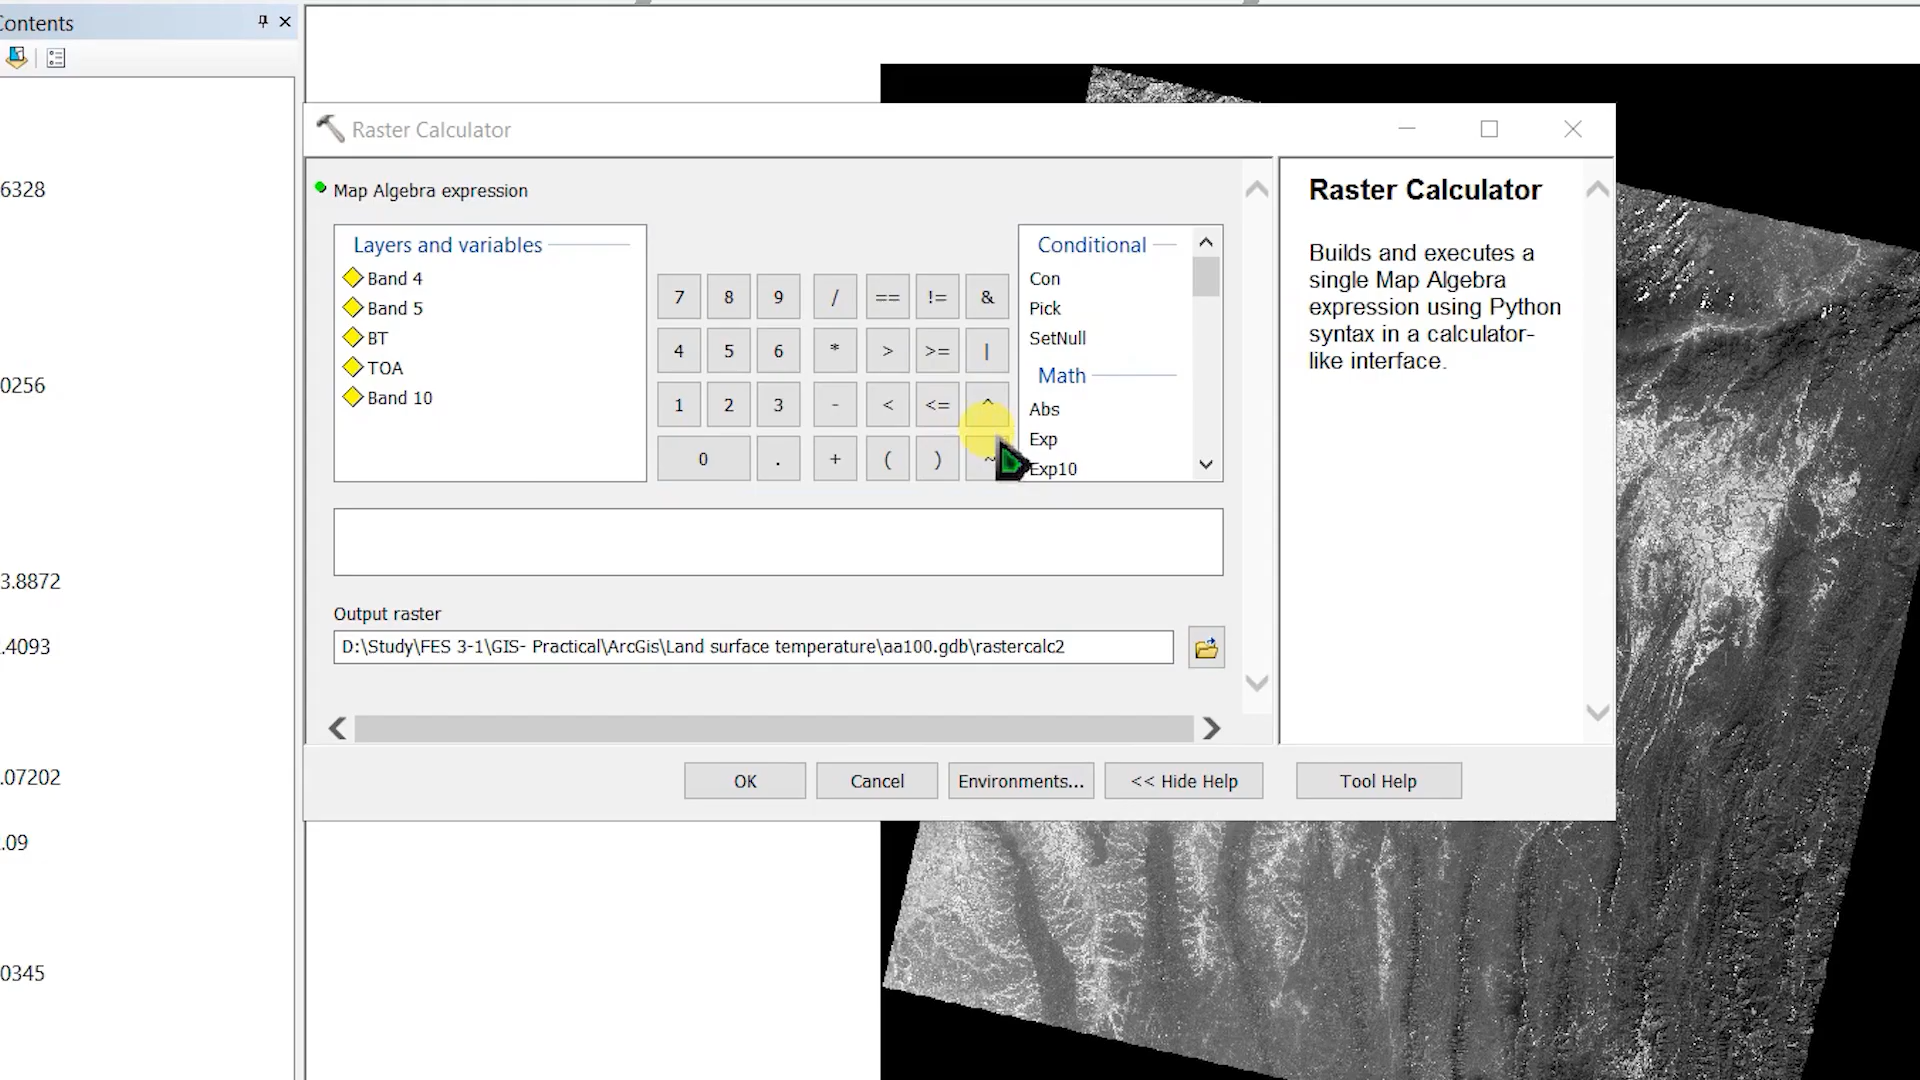 Contents
6328
0256
3.8872
.4093
.07202
.09
0345
Raster Calculator
Map Algebra expression
Layers and variables
Band 4
Band 5
BT
TOA
Band 10
7 8 9 / == != &
4 5 6 * > >= |
1 2 3 - < <= ^
0 . + ( ) ~
Conditional
Con
Pick
SetNull
Math
Abs
Exp
Exp10
Output raster
D:\Study\FES 3-1\GIS- Practical\ArcGis\Land surface temperature\aa100.gdb\rastercalc2
OK
Cancel
Environments...
<< Hide Help
Tool Help
Raster Calculator
Builds and executes a
single Map Algebra
expression using Python
syntax in a calculator-
like interface.